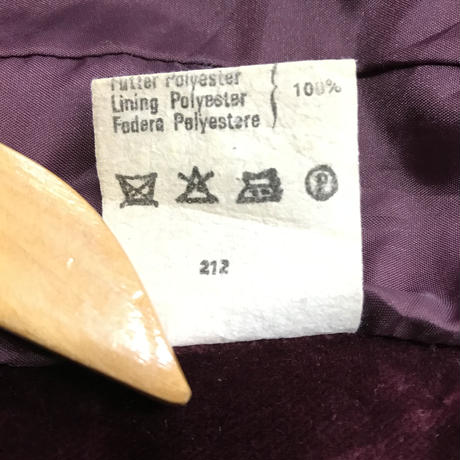 Futter Polyester
Lining Polyester
Fodera Polyestere
100%
P
212